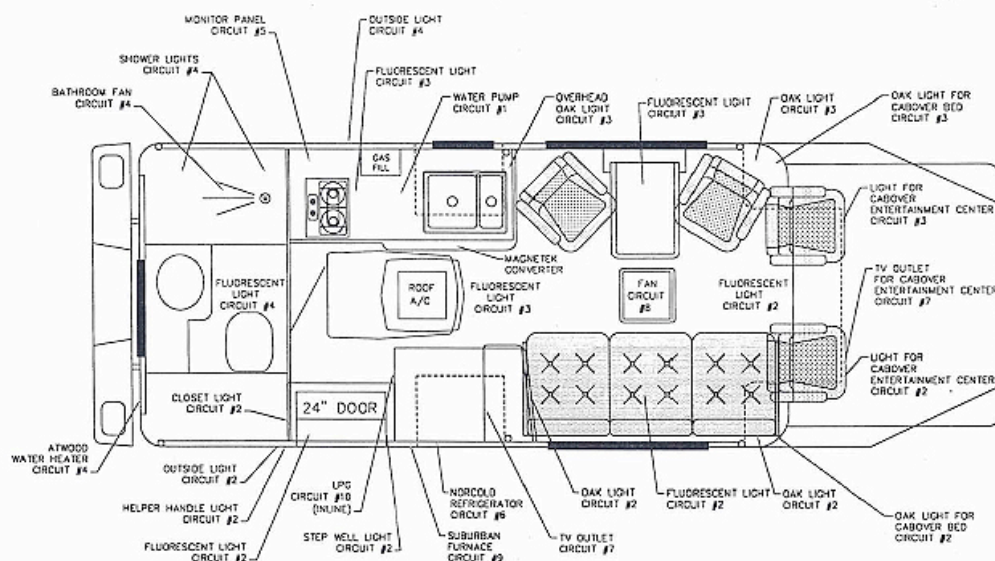 MONITOR PANEL
CIRCUIT #5
OUTSIDE LIGHT
CIRCUIT #4
SHOWER LIGHTS
CIRCUIT #4
FLUORESCENT LIGHT
CIRCUIT #3
BATHROOM FAN
CIRCUIT #4
WATER PUMP
CIRCUIT #1
OVERHEAD
OAK LIGHT
CIRCUIT #3
FLUORESCENT LIGHT
CIRCUIT #3
OAK LIGHT
CIRCUIT #3
OAK LIGHT FOR
CABOVER BED
CIRCUIT #3
GAS
FILL
LIGHT FOR
CABOVER
ENTERTAINMENT CENTER
CIRCUIT #3
MAGNETEK
CONVERTER
FLUORESCENT
LIGHT
CIRCUIT #4
ROOF
A/C
FLUORESCENT
LIGHT
CIRCUIT #3
FAN
CIRCUIT
#8
FLUORESCENT
LIGHT
CIRCUIT #2
TV OUTLET
FOR CABOVER
ENTERTAINMENT CENTER
CIRCUIT #7
LIGHT FOR
CABOVER
ENTERTAINMENT CENTER
CIRCUIT #2
CLOSET LIGHT
CIRCUIT #2
24" DOOR
ATWOOD
WATER HEATER
CIRCUIT #4
OUTSIDE LIGHT
CIRCUIT #2
HELPER HANDLE LIGHT
CIRCUIT #2
FLUORESCENT LIGHT
CIRCUIT #2
LPG
CIRCUIT #10
(INLINE)
STEP WELL LIGHT
CIRCUIT #2
NORCOLD
REFRIGERATOR
CIRCUIT #6
SUBURBAN
FURNACE
CIRCUIT #9
OAK LIGHT
CIRCUIT #2
TV OUTLET
CIRCUIT #7
FLUORESCENT LIGHT
CIRCUIT #2
OAK LIGHT
CIRCUIT #2
OAK LIGHT FOR
CABOVER BED
CIRCUIT #2